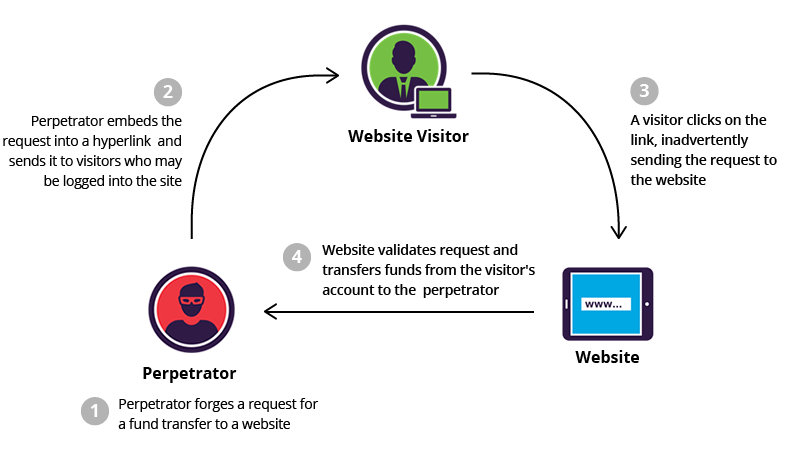 2
Perpetrator embeds the
request into a hyperlink and
sends it to visitors who may
be logged into the site
Website Visitor
3
A visitor clicks on the
link, inadvertently
sending the request to
the website
4
Website validates request and
transfers funds from the visitor's
account to the perpetrator
www...
Website
Perpetrator
1
Perpetrator forges a request for
a fund transfer to a website